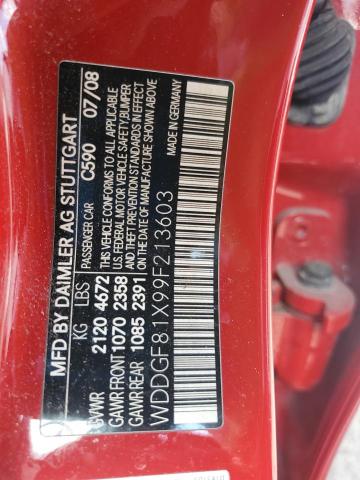 MFD BY DAIMLER AG STUTTGART
PASSENGER CAR C590 07/08
KG LBS
GVWR 2120 4672
GAWR FRONT 1070 2358
GAWR REAR 1085 2391
THIS VEHICLE CONFORMS TO ALL APPLICABLE
U.S. FEDERAL MOTOR VEHICLE SAFETY, BUMPER,
AND THEFT PREVENTION STANDARDS IN EFFECT
ON THE DATE OF MANUFACTURE SHOWN ABOVE
WDDGF81X99F213603
MADE IN GERMANY